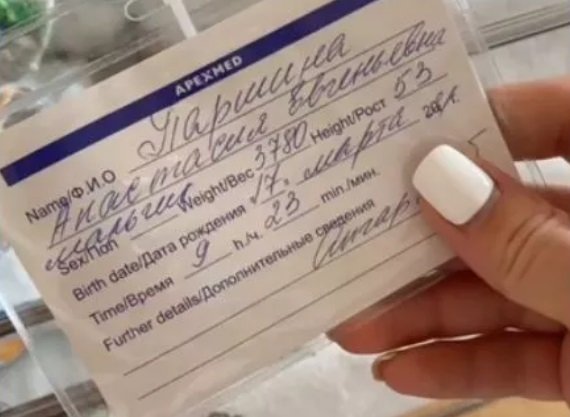 APEXMED
Name/Ф.И.О Паршина
Анастасия Евгеньевна
Sex/Пол мальчик Weight/Вес 3780 Height/Рост 53
Birth date/Дата рождения 17. марта 20
Time/Время 9 h/ч. 23 min./мин.
Further details/Дополнительные сведения